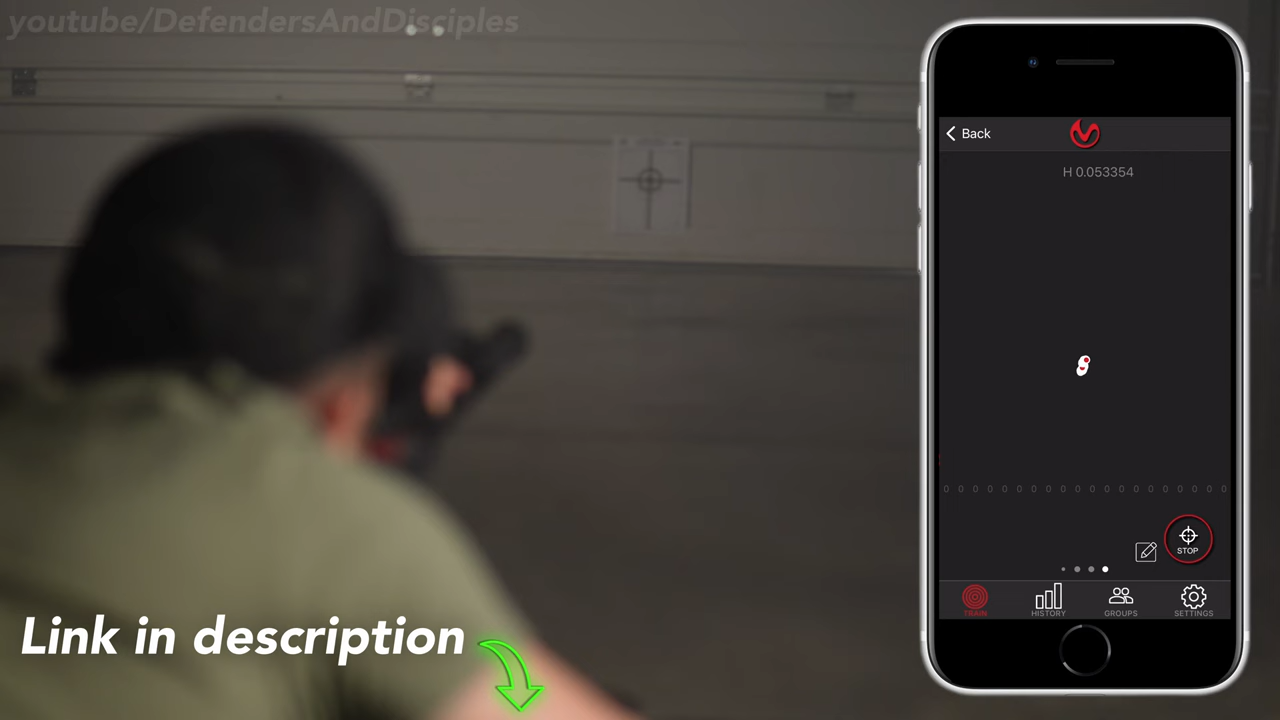 youtube/DefendersAndDisciples
Back
H 0.053354
0 0 0 0 0 0 0 0 0 0 0 0 0 0 0 0 0 0 0 0
STOP
TRAIN
HISTORY
GROUPS
SETTINGS
Link in description